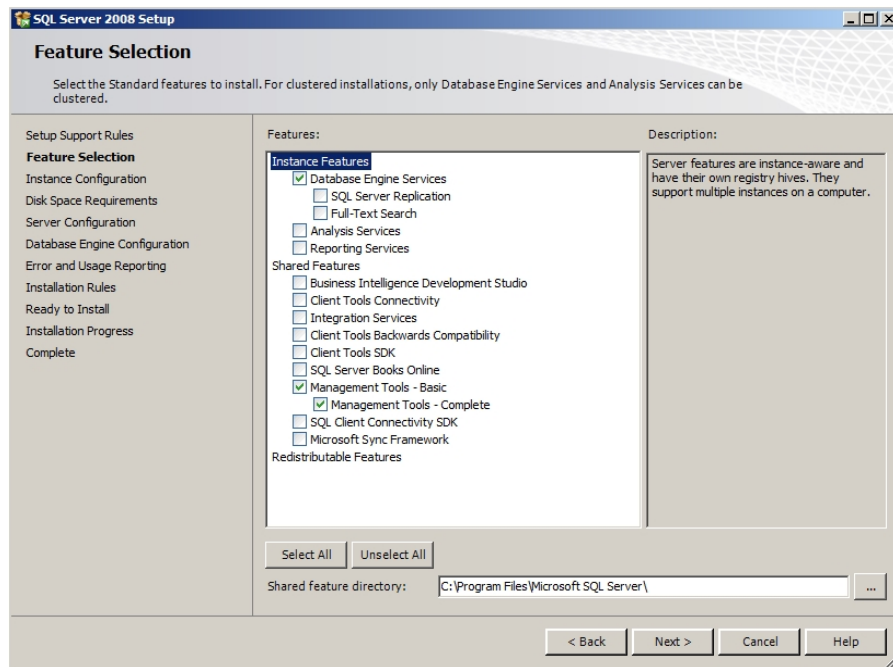 SQL Server 2008 Setup
Feature Selection
Select the Standard features to install. For clustered installations, only Database Engine Services and Analysis Services can be
clustered.
Setup Support Rules
Feature Selection
Instance Configuration
Disk Space Requirements
Server Configuration
Database Engine Configuration
Error and Usage Reporting
Installation Rules
Ready to Install
Installation Progress
Complete
Features:
Instance Features
Database Engine Services
SQL Server Replication
Full-Text Search
Analysis Services
Reporting Services
Shared Features
Business Intelligence Development Studio
Client Tools Connectivity
Integration Services
Client Tools Backwards Compatibility
Client Tools SDK
SQL Server Books Online
Management Tools - Basic
Management Tools - Complete
SQL Client Connectivity SDK
Microsoft Sync Framework
Redistributable Features
Description:
Server features are instance-aware and
have their own registry hives. They
support multiple instances on a computer.
Select All
Unselect All
Shared feature directory:
C:\Program Files\Microsoft SQL Server\
...
< Back
Next >
Cancel
Help